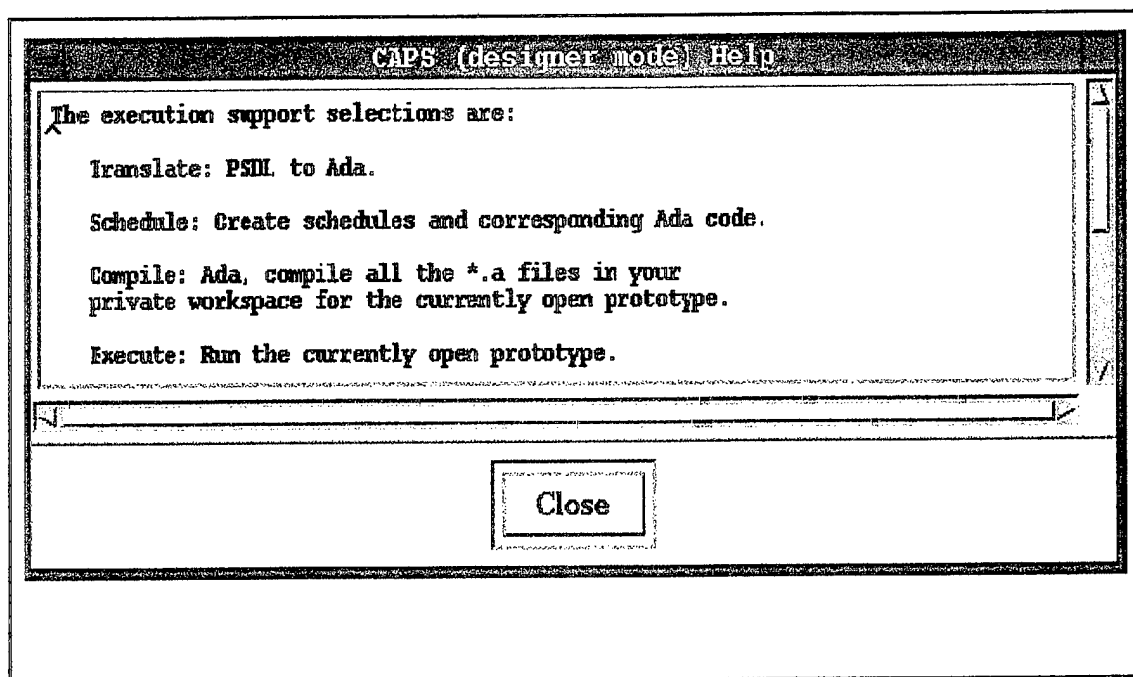 CAPS (designer mode) Help
The execution support selections are:
Translate: PSDL to Ada.
Schedule: Create schedules and corresponding Ada code.
Compile: Ada, compile all the *.a files in your
private workspace for the currently open prototype.
Execute: Run the currently open prototype.
Close